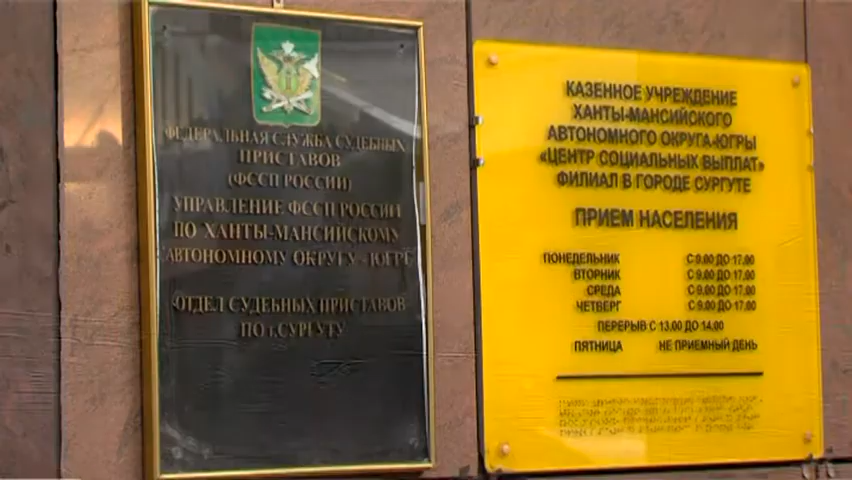 ФЕДЕРАЛЬНАЯ СЛУЖБА СУДЕБНЫХ
ПРИСТАВОВ
(ФССП РОССИИ)
УПРАВЛЕНИЕ ФССП РОССИИ
ПО ХАНТЫ-МАНСИЙСКОМУ
АВТОНОМНОМУ ОКРУГУ - ЮГРЕ
ОТДЕЛ СУДЕБНЫХ ПРИСТАВОВ
ПО г.СУРГУТУ
КАЗЕННОЕ УЧРЕЖДЕНИЕ
ХАНТЫ-МАНСИЙСКОГО
АВТОНОМНОГО ОКРУГА-ЮГРЫ
«ЦЕНТР СОЦИАЛЬНЫХ ВЫПЛАТ»
ФИЛИАЛ В ГОРОДЕ СУРГУТЕ
ПРИЕМ НАСЕЛЕНИЯ
ПОНЕДЕЛЬНИК С 9.00 ДО 17.00
ВТОРНИК С 9.00 ДО 17.00
СРЕДА С 9.00 ДО 17.00
ЧЕТВЕРГ С 9.00 ДО 17.00
ПЕРЕРЫВ С 13.00 ДО 14.00
ПЯТНИЦА НЕ ПРИЕМНЫЙ ДЕНЬ